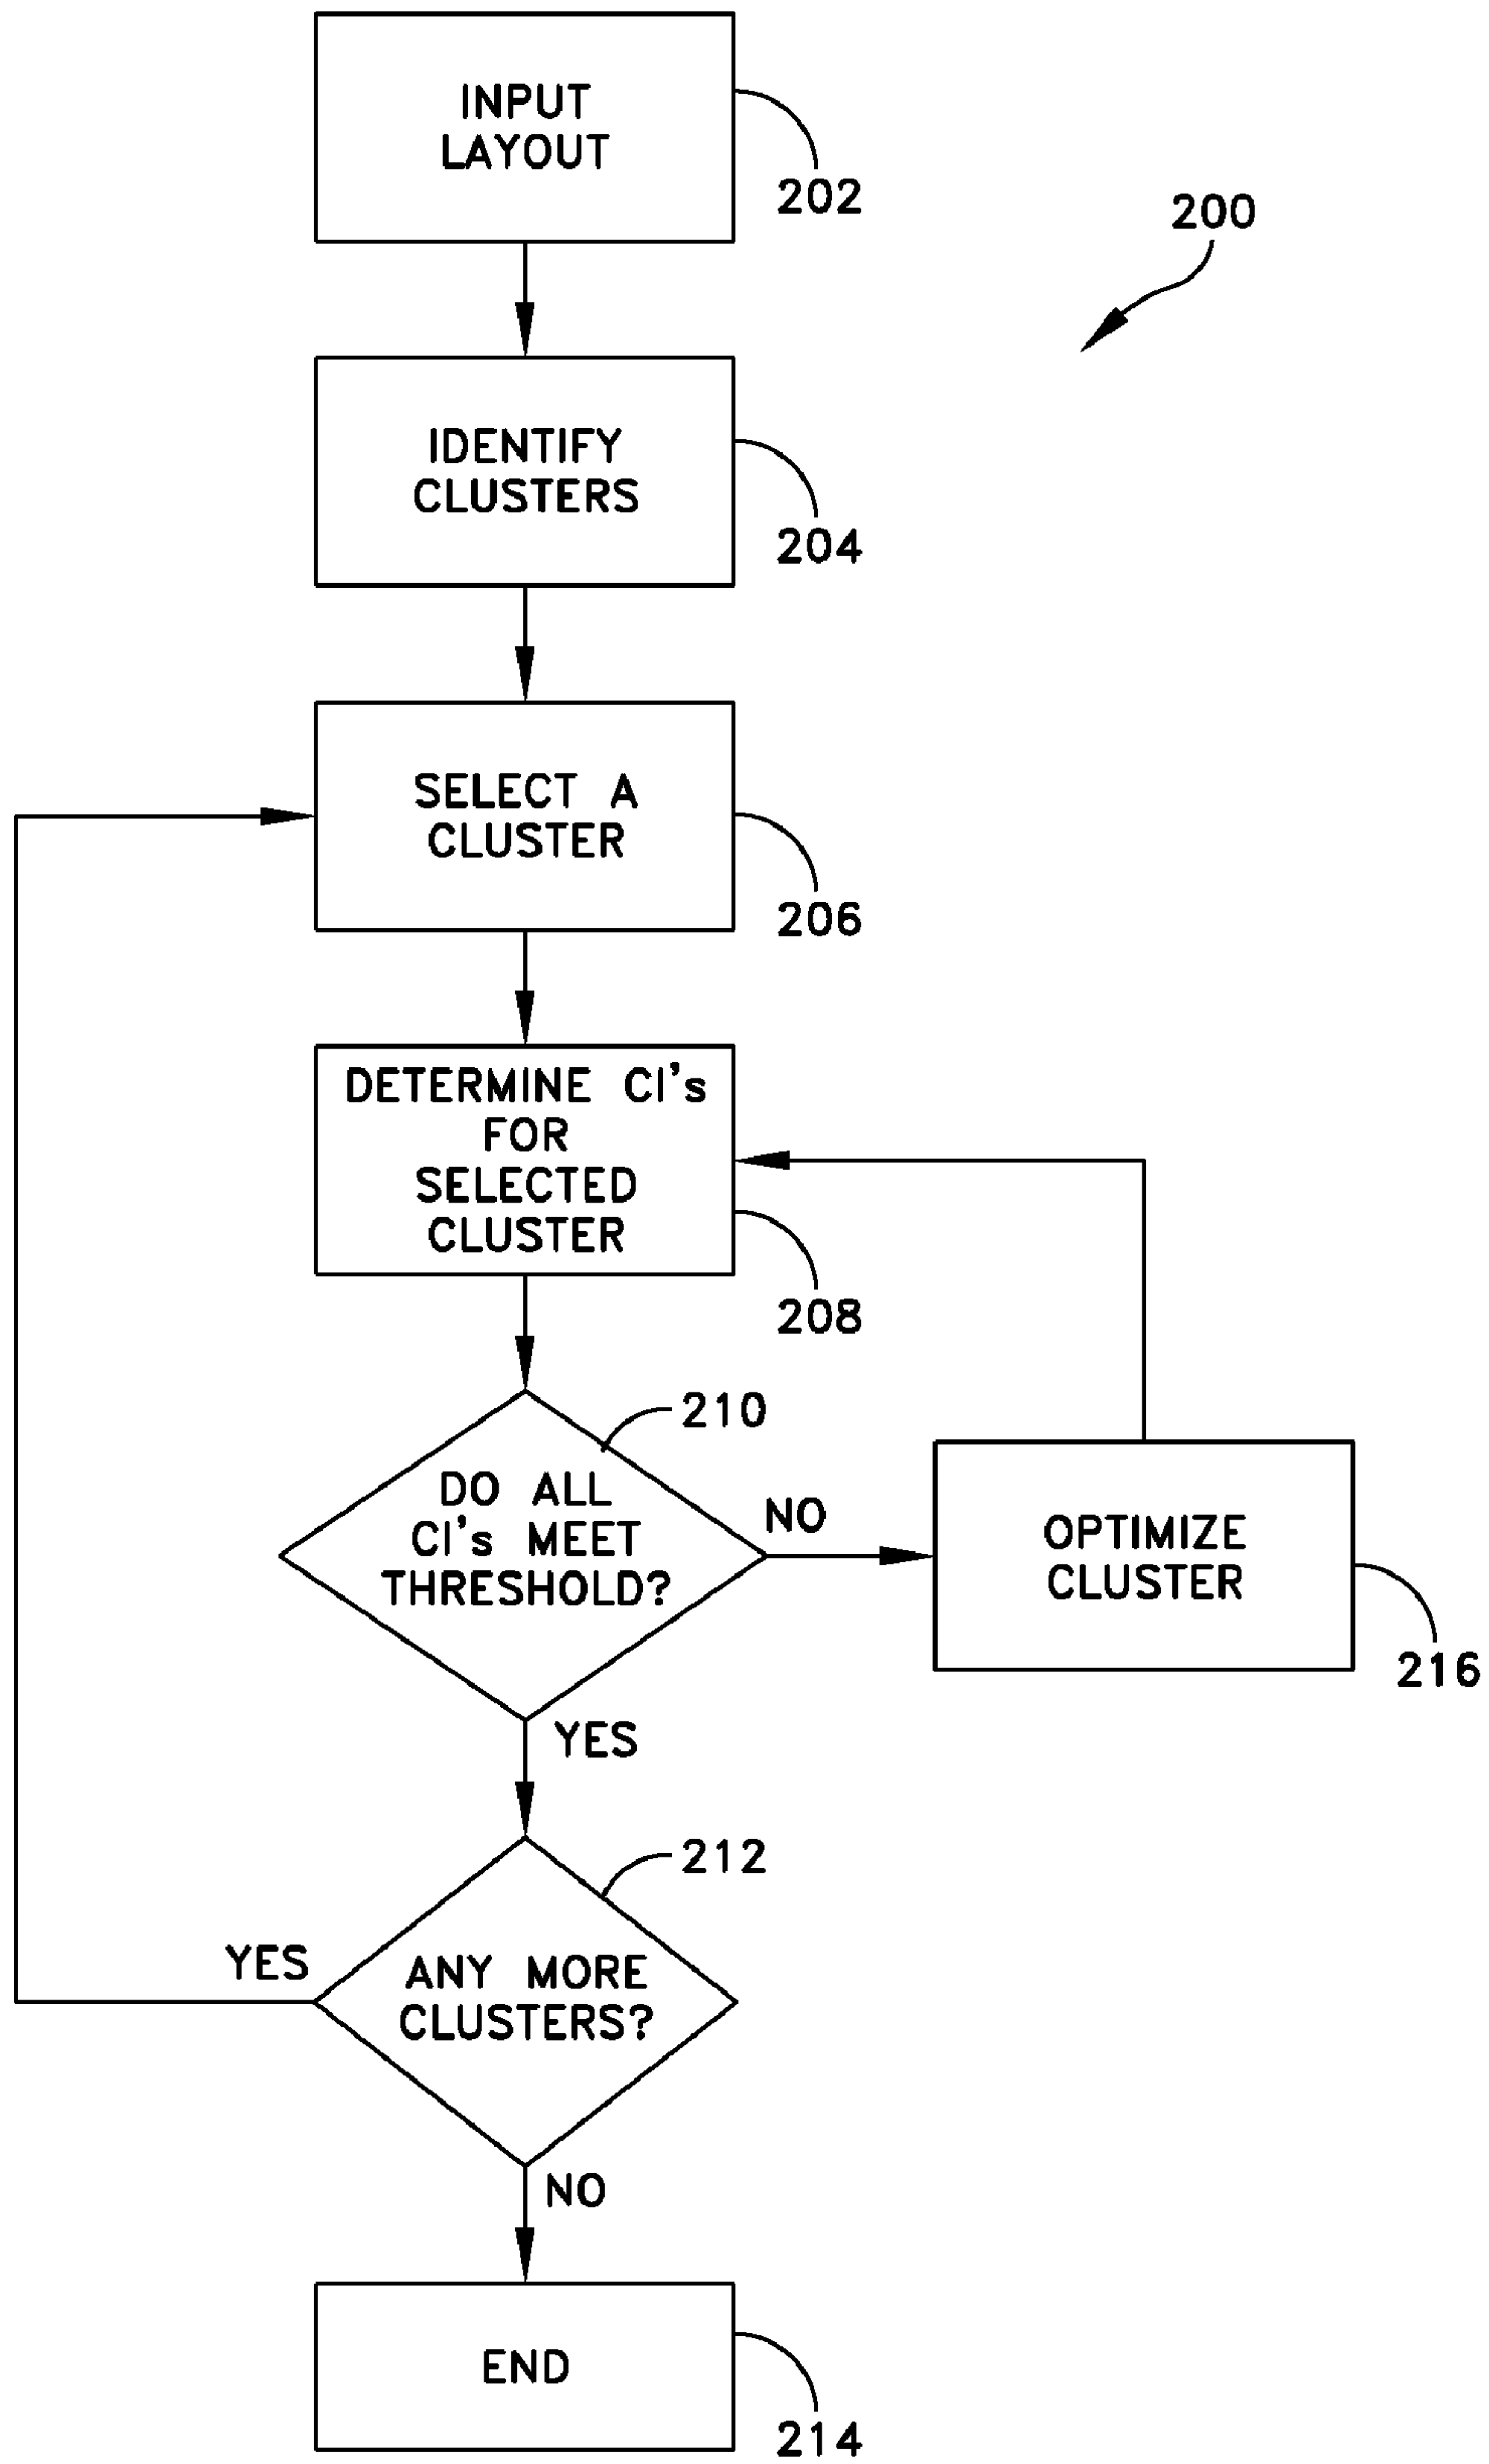 INPUT
LAYOUT
202
200
IDENTIFY
CLUSTERS
204
SELECT A
CLUSTER
206
DETERMINE CI's
FOR
SELECTED
CLUSTER
208
210
DO ALL
CI's MEET
THRESHOLD?
NO
OPTIMIZE
CLUSTER
216
YES
212
ANY MORE
CLUSTERS?
YES
NO
END
214